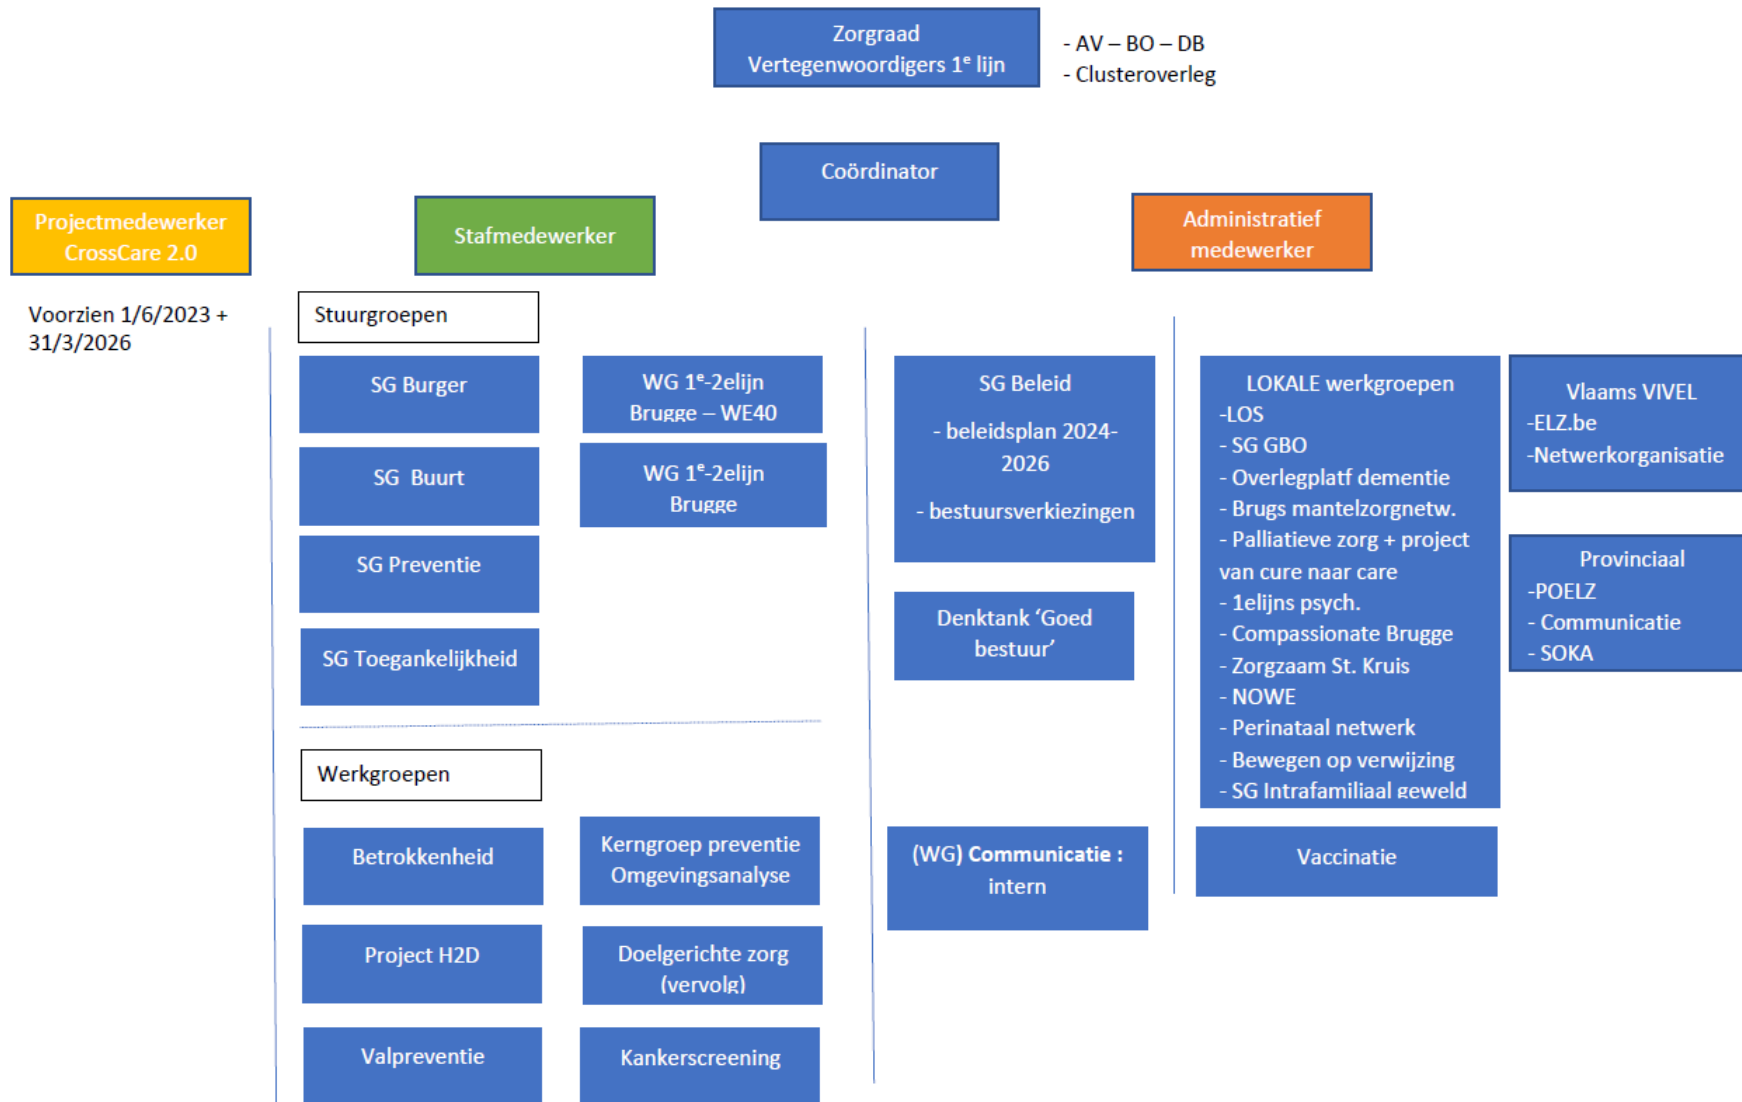 Zorgraad
Vertegenwoordigers 1e lijn
- AV – BO – DB
- Clusteroverleg
Coördinator
Projectmedewerker
CrossCare 2.0
Stafmedewerker
Administratief
medewerker
Voorzien 1/6/2023 +
31/3/2026
Stuurgroepen
SG Burger
WG 1e-2elijn
Brugge – WE40
SG  Buurt
WG 1e-2elijn
Brugge
SG Preventie
SG Toegankelijkheid
Werkgroepen
Betrokkenheid
Kerngroep preventie
Omgevingsanalyse
Project H2D
Doelgerichte zorg
(vervolg)
Valpreventie
Kankerscreening
SG Beleid
- beleidsplan 2024-
2026
- bestuursverkiezingen
Denktank ‘Goed
bestuur’
(WG) Communicatie :
intern
LOKALE werkgroepen
-LOS
- SG GBO
- Overlegplatf dementie
- Brugs mantelzorgnetw.
- Palliatieve zorg + project
van cure naar care
- 1elijns psych.
- Compassionate Brugge
- Zorgzaam St. Kruis
- NOWE
- Perinataal netwerk
- Bewegen op verwijzing
- SG Intrafamiliaal geweld
Vaccinatie
Vlaams VIVEL
-ELZ.be
-Netwerkorganisatie
Provinciaal
-POELZ
- Communicatie
- SOKA